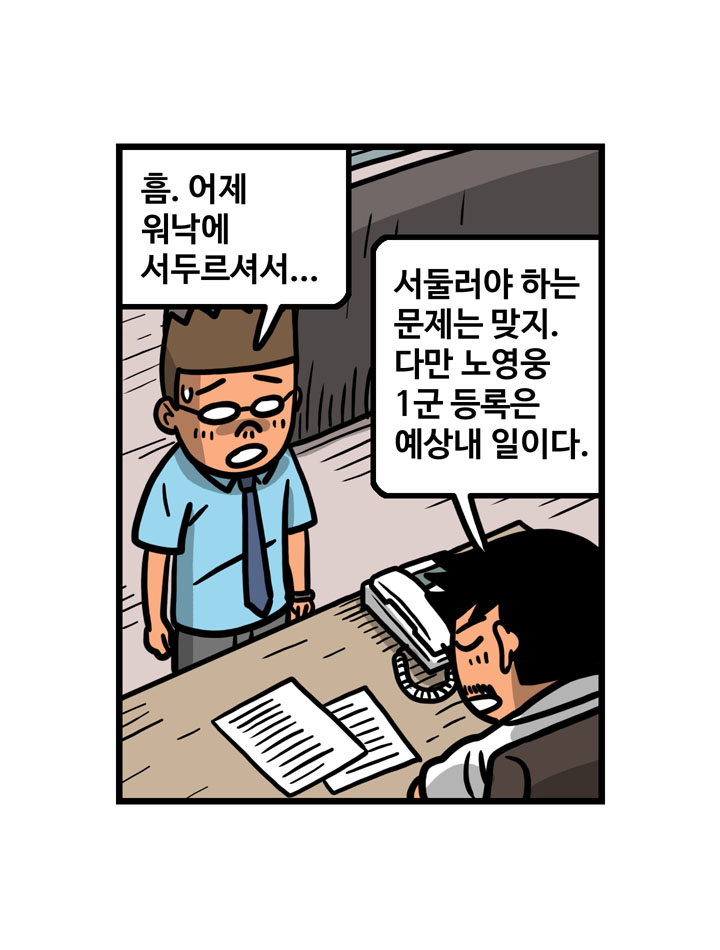 흠. 어제
워낙에
서두르셔서...
서둘러야 하는
문제는 맞지.
다만 노영웅
1군 등록은
예상내 일이다.